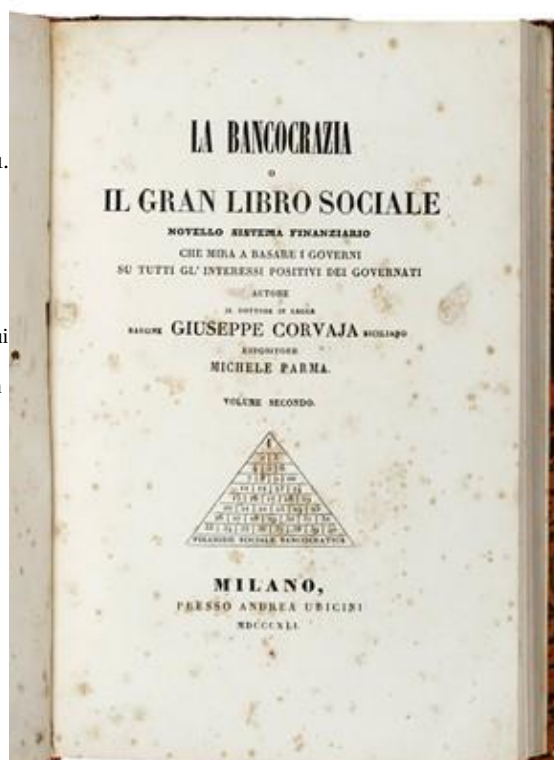 LA BANCOCRAZIA
O
IL GRAN LIBRO SOCIALE
NOVELLO SISTEMA FINANZIARIO
CHE MIRA A BASARE I GOVERNI
SU TUTTI GL' INTERESSI POSITIVI DEI GOVERNATI
AUTORE
IL DOTTORE IN LEGGE
BARONE GIUSEPPE CORVAJA SICILIANO
ESPOSITORE
MICHELE PARMA.
VOLUME SECONDO.
PIRAMIDE SOCIALE BANCOCRATICA
MILANO,
PRESSO ANDREA UBICINI
MDCCCXLI